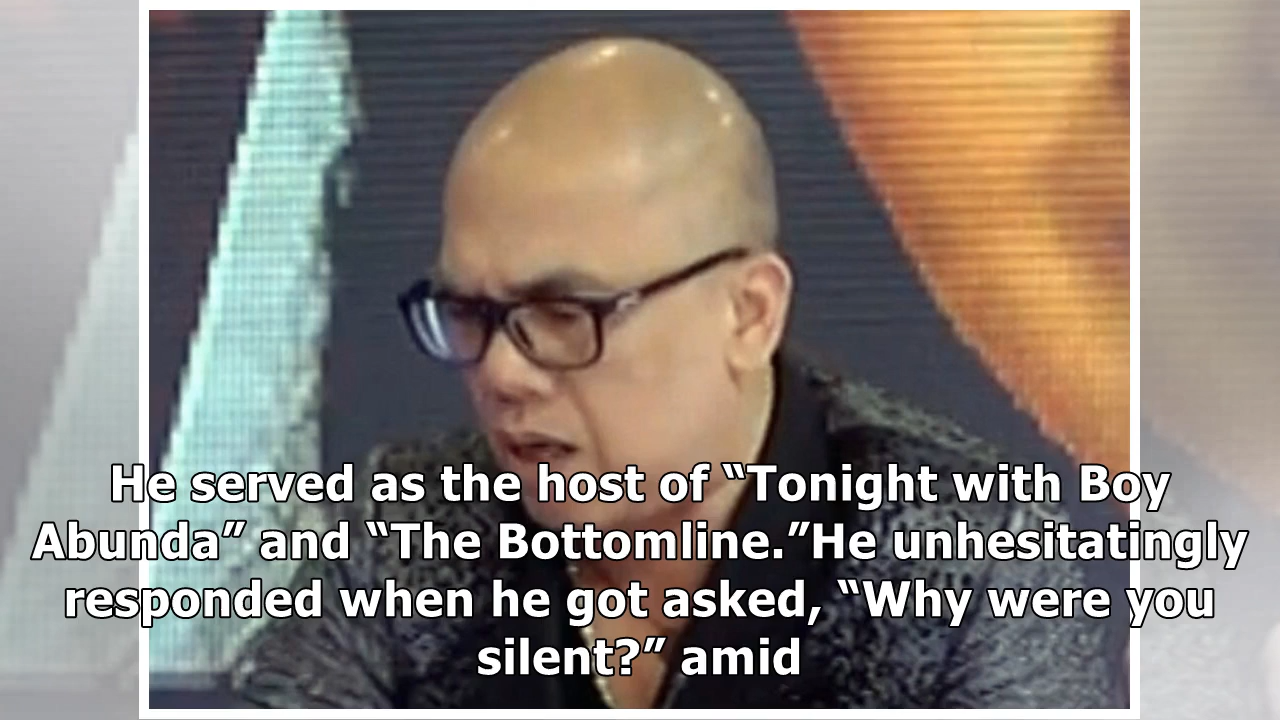 He served as the host of “Tonight with Boy
Abunda” and “The Bottomline.”He unhesitatingly
responded when he got asked, “Why were you
silent?” amid